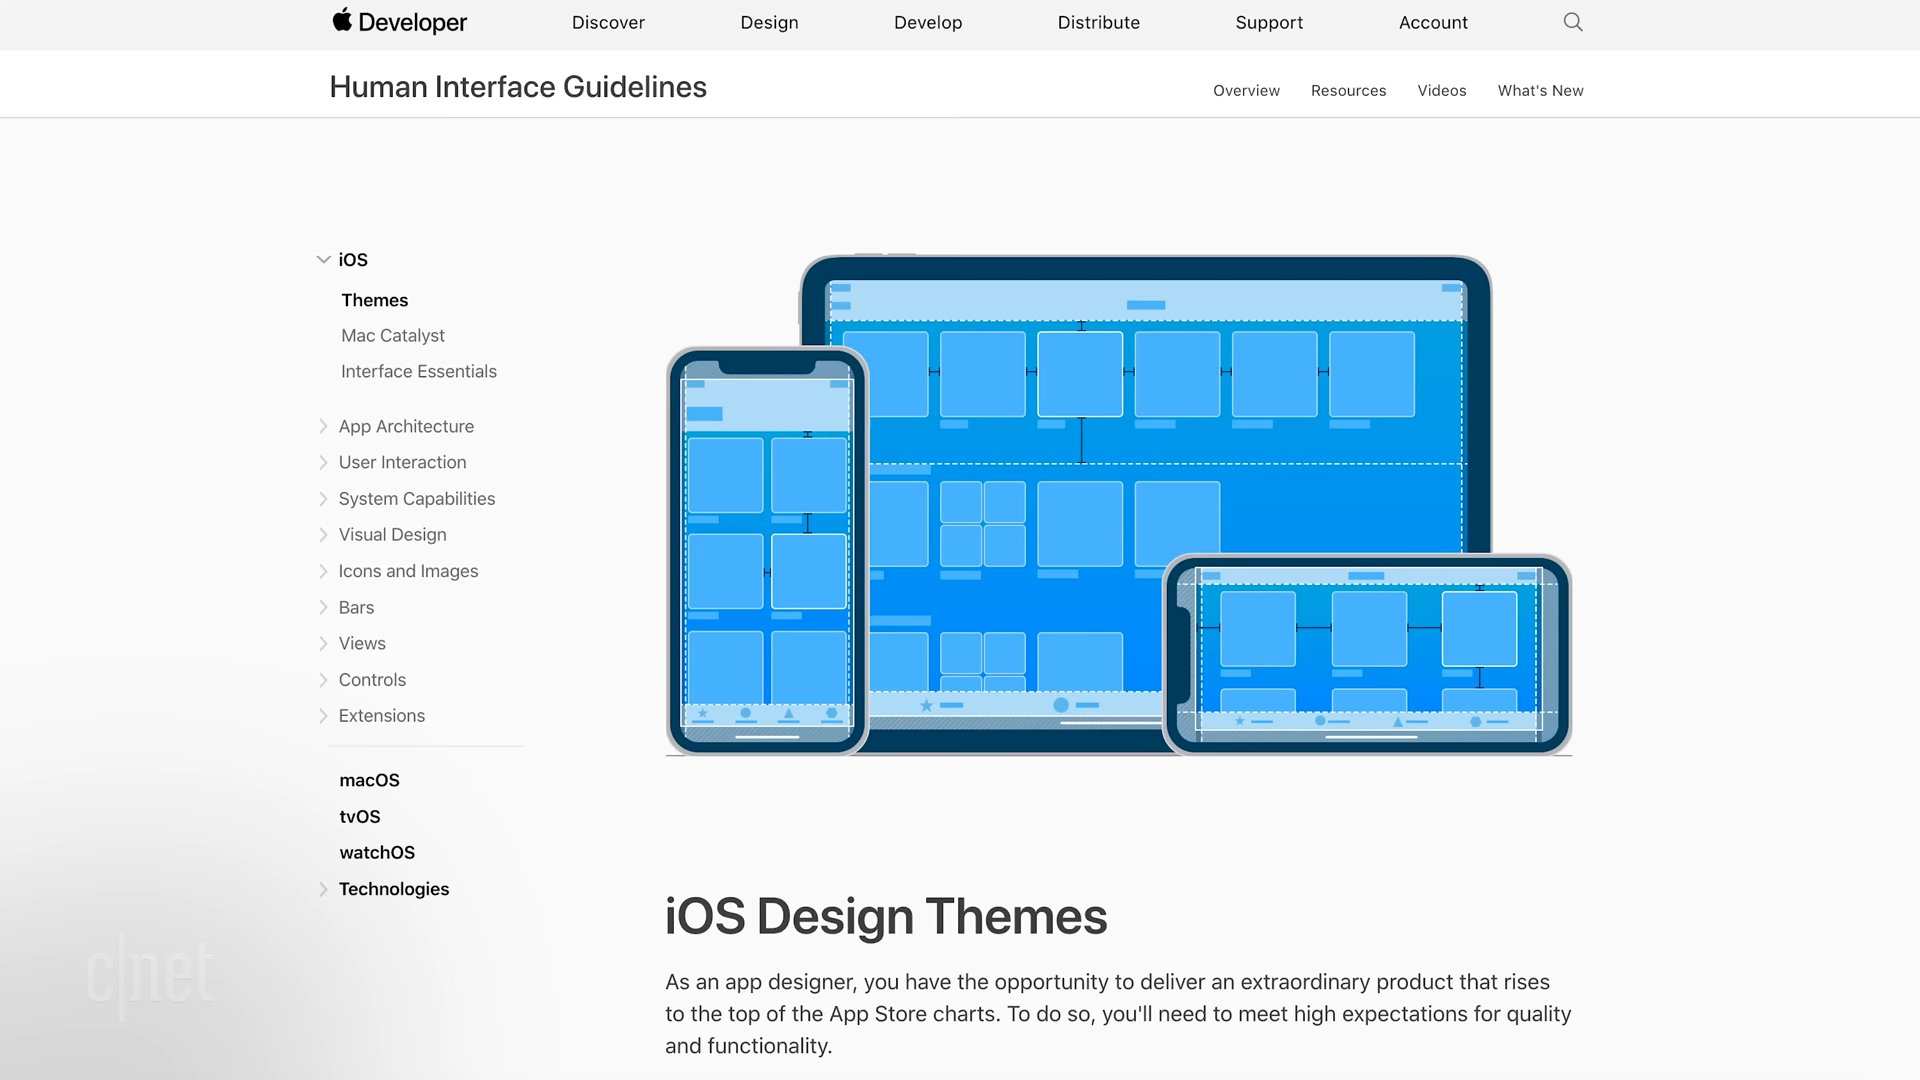 Developer
Discover
Design
Develop
Distribute
Support
Account
Human Interface Guidelines
Overview
Resources
Videos
What's New
iOS
Themes
Mac Catalyst
Interface Essentials
App Architecture
User Interaction
System Capabilities
Visual Design
Icons and Images
Bars
Views
Controls
Extensions
macOS
tvOS
watchOS
Technologies
iOS Design Themes
As an app designer, you have the opportunity to deliver an extraordinary product that rises
to the top of the App Store charts. To do so, you'll need to meet high expectations for quality
and functionality.
c|net